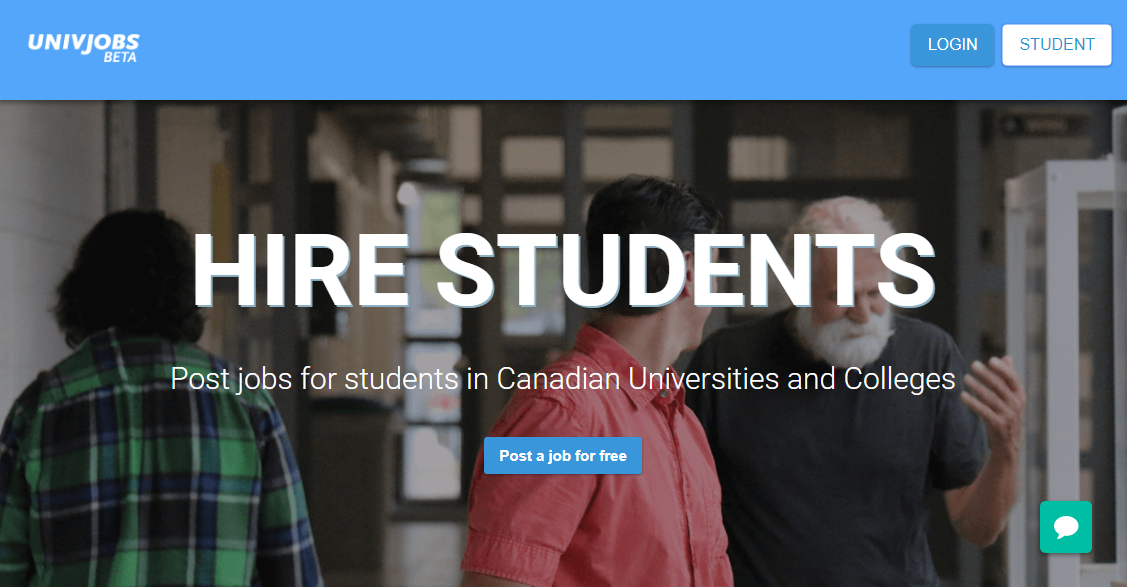 UNIVJOBS
BETA
LOGIN
STUDENT
HIRE STUDENTS
Post jobs for students in Canadian Universities and Colleges
Post a job for free